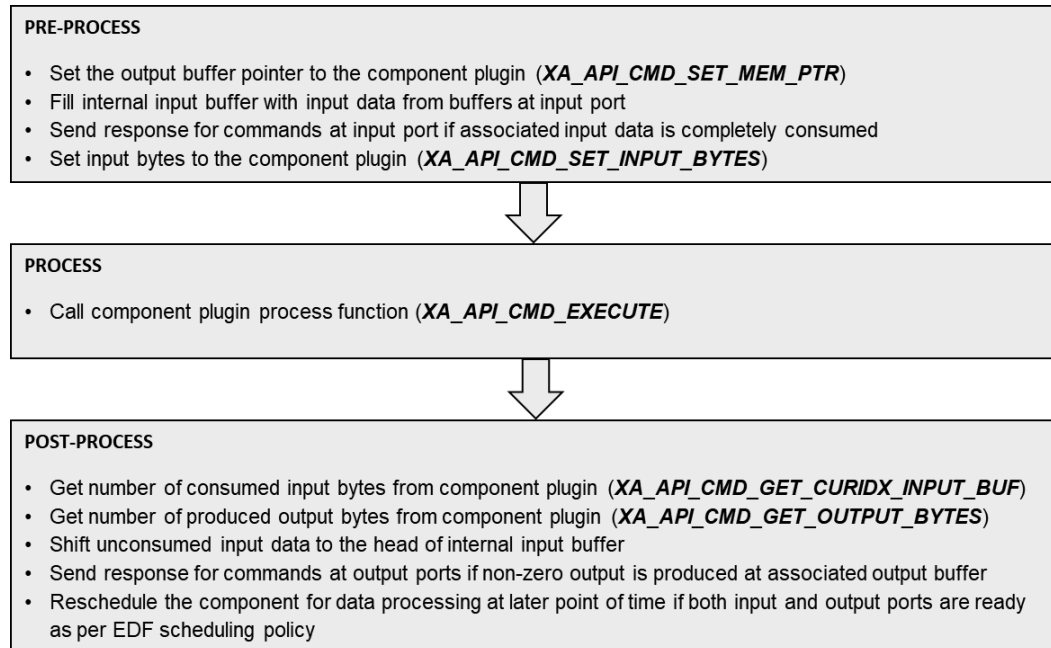 PRE-PROCESS
• Set the output buffer pointer to the component plugin (XA_API_CMD_SET_MEM_PTR)
• Fill internal input buffer with input data from buffers at input port
• Send response for commands at input port if associated input data is completely consumed
• Set input bytes to the component plugin (XA_API_CMD_SET_INPUT_BYTES)
PROCESS
• Call component plugin process function (XA_API_CMD_EXECUTE)
POST-PROCESS
• Get number of consumed input bytes from component plugin (XA_API_CMD_GET_CURIDX_INPUT_BUF)
• Get number of produced output bytes from component plugin (XA_API_CMD_GET_OUTPUT_BYTES)
• Shift unconsumed input data to the head of internal input buffer
• Send response for commands at output ports if non-zero output is produced at associated output buffer
• Reschedule the component for data processing at later point of time if both input and output ports are ready
as per EDF scheduling policy